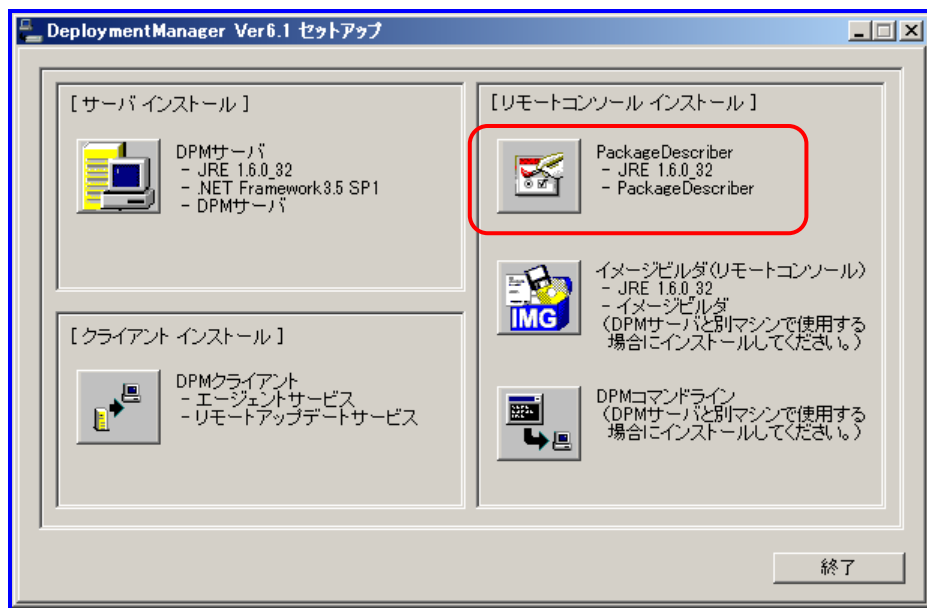 DeploymentManager Ver6.1 セットアップ
[サーバ インストール]
DPMサーバ
- JRE 1.6.0_32
- .NET Framework3.5 SP1
- DPMサーバ
[クライアント インストール]
DPMクライアント
- エージェントサービス
- リモートアップデートサービス
[リモートコンソール インストール]
PackageDescriber
- JRE 1.6.0_32
- PackageDescriber
IMG
イメージビルダ(リモートコンソール)
- JRE 1.6.0_32
- イメージビルダ
(DPMサーバと別マシンで使用する
場合にインストールしてください。)
DPMコマンドライン
(DPMサーバと別マシンで使用する
場合にインストールしてください。)
終了